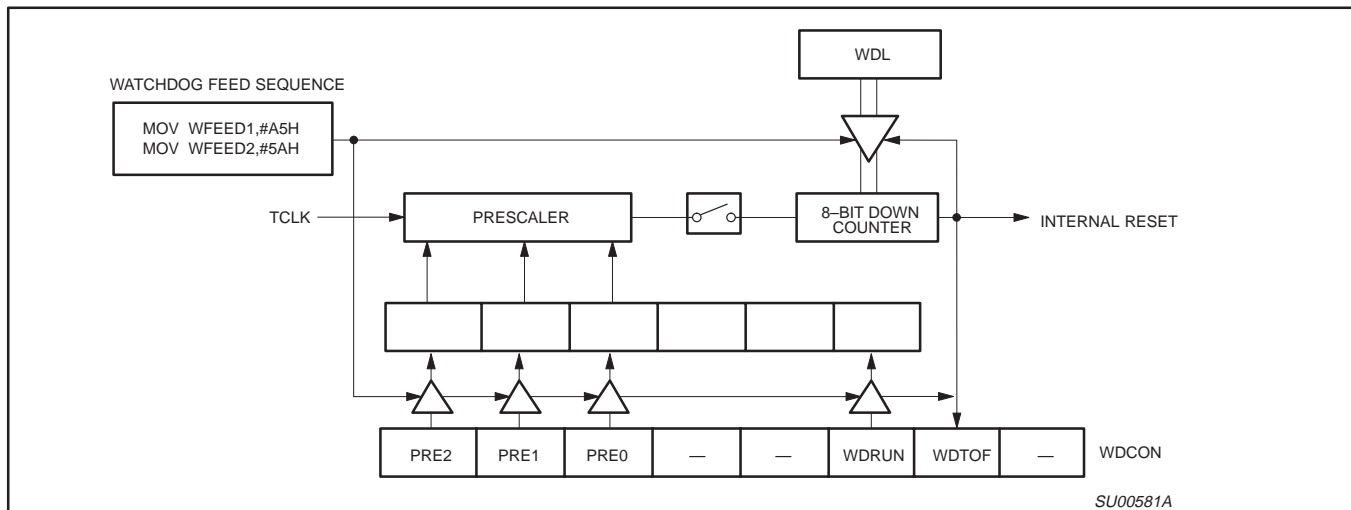 WDL
WATCHDOG FEED SEQUENCE
MOV WFEED1,#A5H
MOV WFEED2,#5AH
TCLK
PRESCALER
8–BIT DOWN
COUNTER
INTERNAL RESET
PRE2 PRE1 PRE0 — — WDRUN WDTOF — WDCON
SU00581A